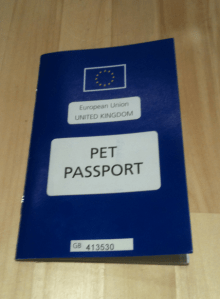 European Union
UNITED KINGDOM
PET
PASSPORT
GB 413530